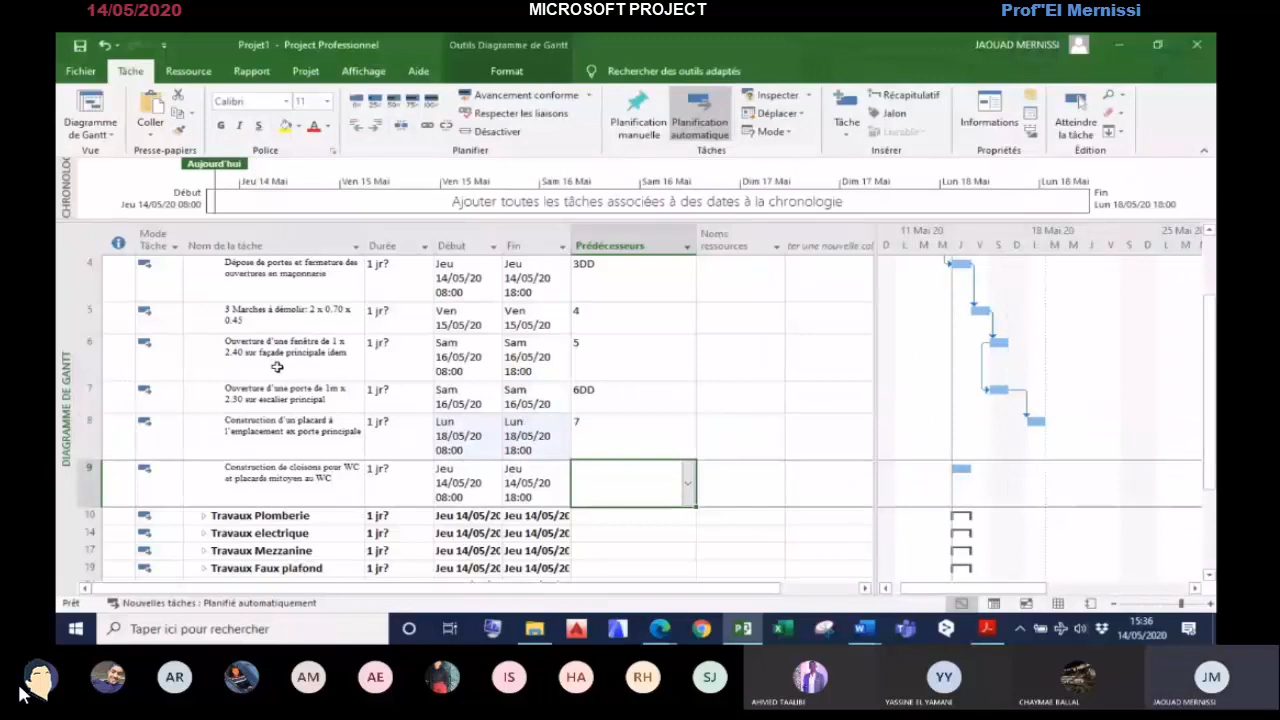 14/05/2020
MICROSOFT PROJECT
Prof"El Mernissi
Projet1 - Project Professionnel
Outils Diagramme de Gantt
JAOUAD MERNISSI
Fichier
Tâche
Ressource
Rapport
Projet
Affichage
Aide
Format
Rechercher des outils adaptés
Diagramme de Gantt
Vue
Coller
Presse-papiers
Calibri
11
G I S
Police
Avancement conforme
Respecter les liaisons
Désactiver
Planifier
Planification manuelle
Planification automatique
Inspecter
Déplacer
Mode
Tâches
Tâche
Récapitulatif
Jalon
Livrable
Insérer
Informations
Propriétés
Atteindre la tâche
Édition
Aujourd'hui
CHRONOLOG
Jeu 14 Mai
Ven 15 Mai
Ven 15 Mai
Sam 16 Mai
Sam 16 Mai
Dim 17 Mai
Dim 17 Mai
Lun 18 Mai
Lun 18 Mai
Début
Jeu 14/05/20 08:00
Ajouter toutes les tâches associées à des dates à la chronologie
Fin
Lun 18/05/20 18:00
DIAGRAMME DE GANTT
Mode Tâche
Nom de la tâche
Durée
Début
Fin
Prédécesseurs
Noms ressources
ter une nouvelle col
11 Mai 20
18 Mai 20
25 Mai 2
D L M M J V S D L M M J V S D L M
4 Dépose de portes et fermeture des ouvertures en maçonnerie 1 jr? Jeu 14/05/20 08:00 Jeu 14/05/20 18:00 3DD
5 3 Marches à démolir: 2 x 0.70 x 0.45 1 jr? Ven 15/05/20 Ven 15/05/20 4
6 Ouverture d'une fenêtre de 1 x 2.40 sur façade principale idem 1 jr? Sam 16/05/20 08:00 Sam 16/05/20 18:00 5
7 Ouverture d'une porte de 1m x 2.30 sur escalier principal 1 jr? Sam 16/05/20 Sam 16/05/20 6DD
8 Construction d'un placard à l'emplacement ex porte principale 1 jr? Lun 18/05/20 08:00 Lun 18/05/20 18:00 7
9 Construction de cloisons pour WC et placards mitoyen au WC 1 jr? Jeu 14/05/20 08:00 Jeu 14/05/20 18:00
10 Travaux Plomberie 1 jr? Jeu 14/05/20 Jeu 14/05/20
14 Travaux electrique 1 jr? Jeu 14/05/20 Jeu 14/05/20
17 Travaux Mezzanine 1 jr? Jeu 14/05/20 Jeu 14/05/20
19 Travaux Faux plafond 1 jr? Jeu 14/05/20 Jeu 14/05/20
Prêt
Nouvelles tâches : Planifié automatiquement
Taper ici pour rechercher
15:36
14/05/2020
AR
AM
AE
IS
HA
RH
SJ
YY
JM
AHMED TAALIBI
YASSINE EL YAMANI
CHAYMAE BALLAL
JAOUAD MERNISSI